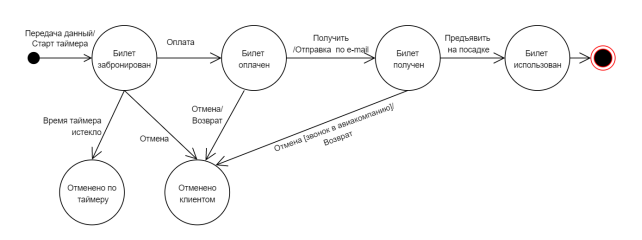 Передача данный/
Старт таймера
Билет
забронирован
Оплата
Билет
оплачен
Получить
/Отправка по e-mail
Билет
получен
Предъявить
на посадке
Билет
использован
Время таймера
истекло
Отмена
Отмена/
Возврат
Отмена [звонок в авиакомпанию]/
Возврат
Отменено по
таймеру
Отменено
клиентом